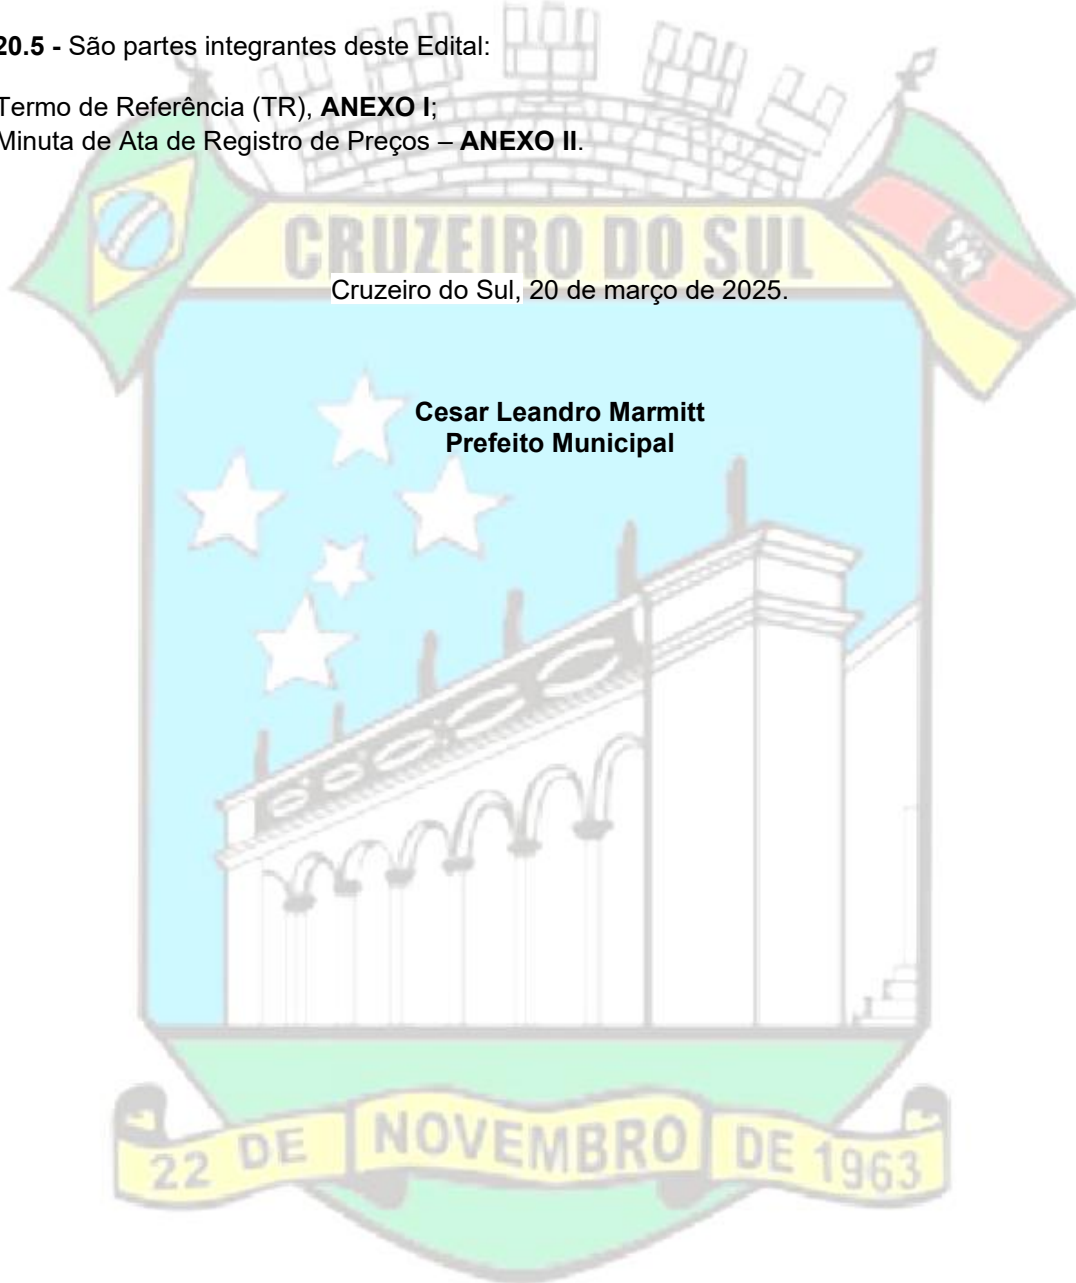 20.5 - São partes integrantes deste Edital:
Termo de Referência (TR), ANEXO I;
Minuta de Ata de Registro de Preços – ANEXO II.
CRUZEIRO DO SUL
Cruzeiro do Sul, 20 de março de 2025.
Cesar Leandro Marmitt
Prefeito Municipal
22 DE NOVEMBRO DE 1963